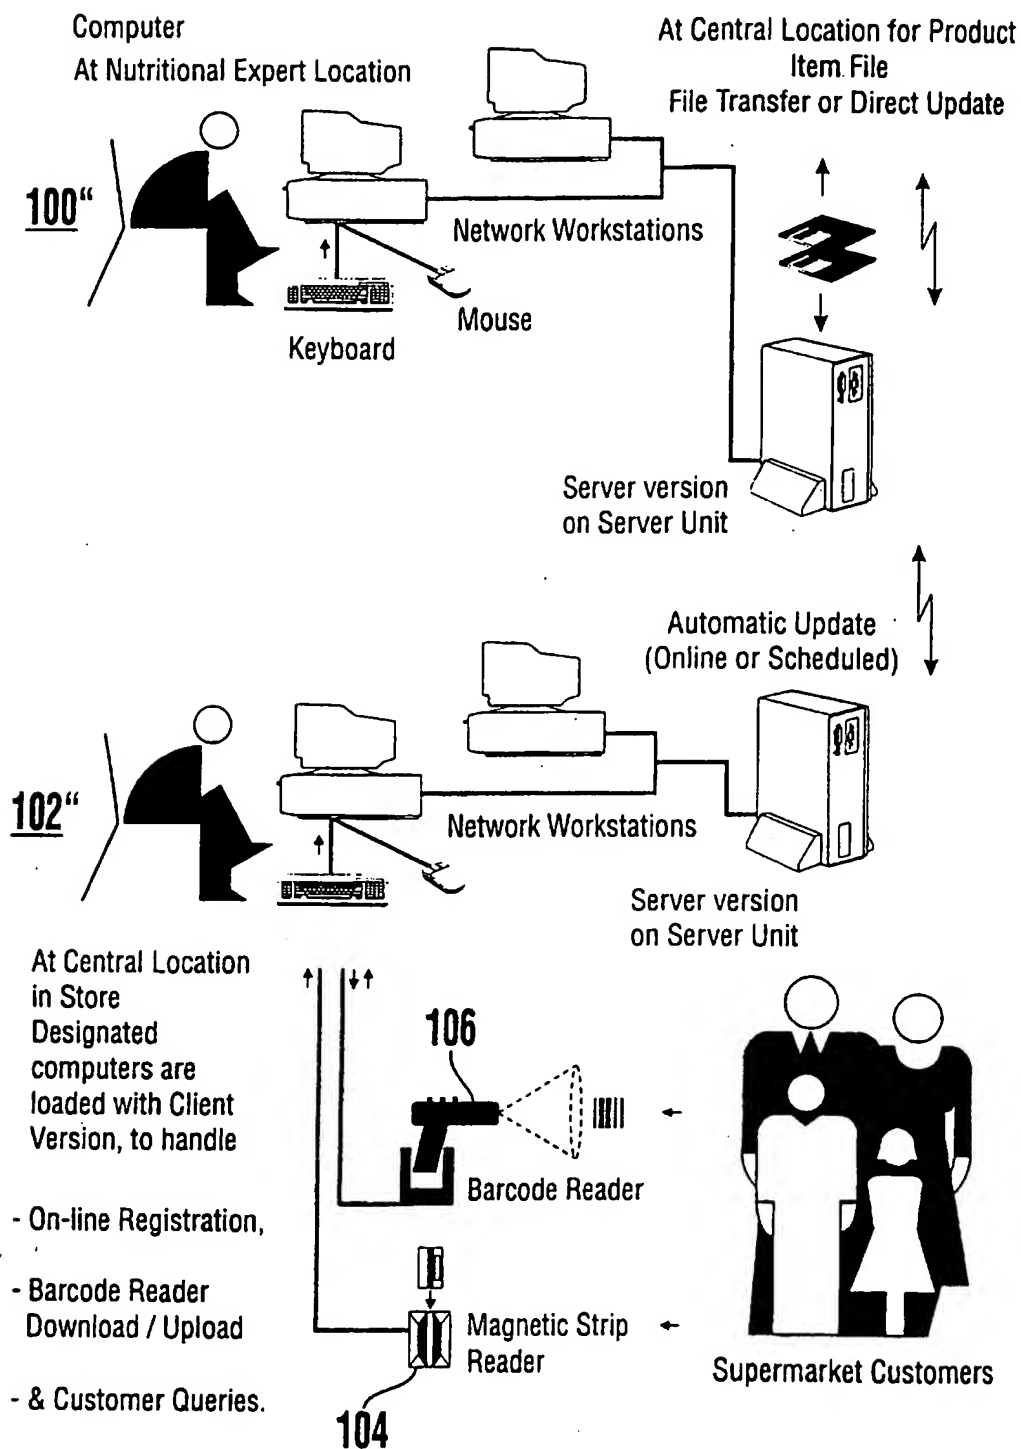 Computer
At Nutritional Expert Location
At Central Location for Product
Item File
File Transfer or Direct Update
100“
Network Workstations
Mouse
Keyboard
Server version
on Server Unit
Automatic Update
(Online or Scheduled)
102“
Network Workstations
Server version
on Server Unit
At Central Location
in Store
Designated
computers are
loaded with Client
Version, to handle
- On-line Registration,
- Barcode Reader
Download / Upload
- & Customer Queries.
106
Barcode Reader
Magnetic Strip
Reader
104
Supermarket Customers